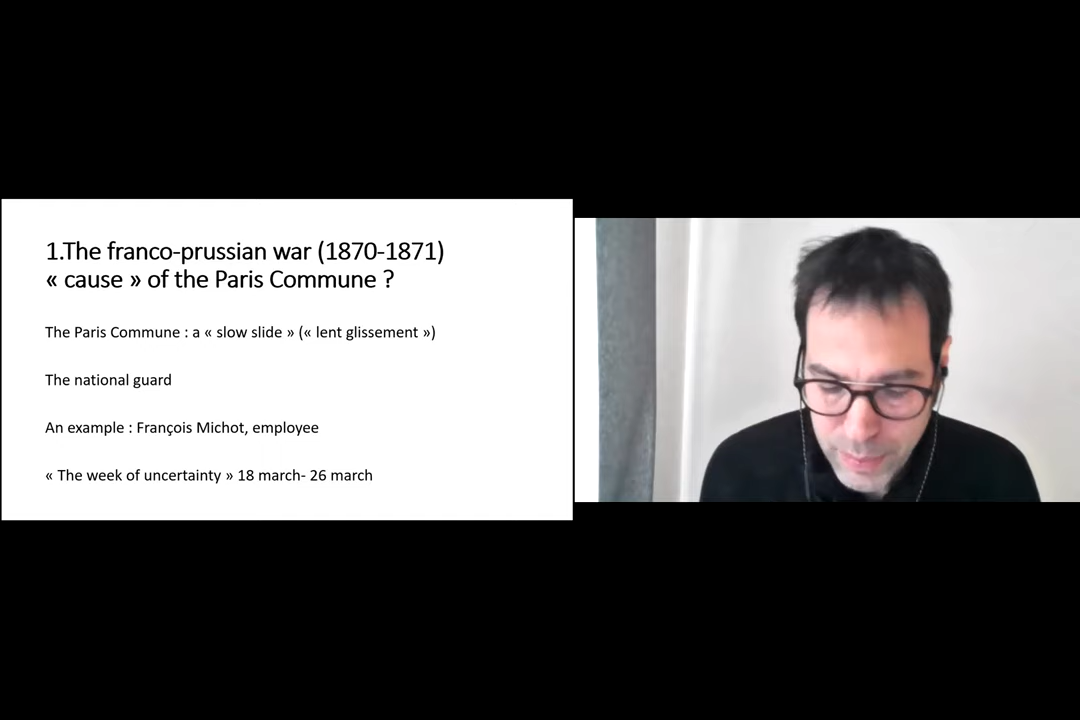 1.The franco-prussian war (1870-1871)
« cause » of the Paris Commune ?
The Paris Commune : a « slow slide » (« lent glissement »)
The national guard
An example : François Michot, employee
« The week of uncertainty » 18 march- 26 march